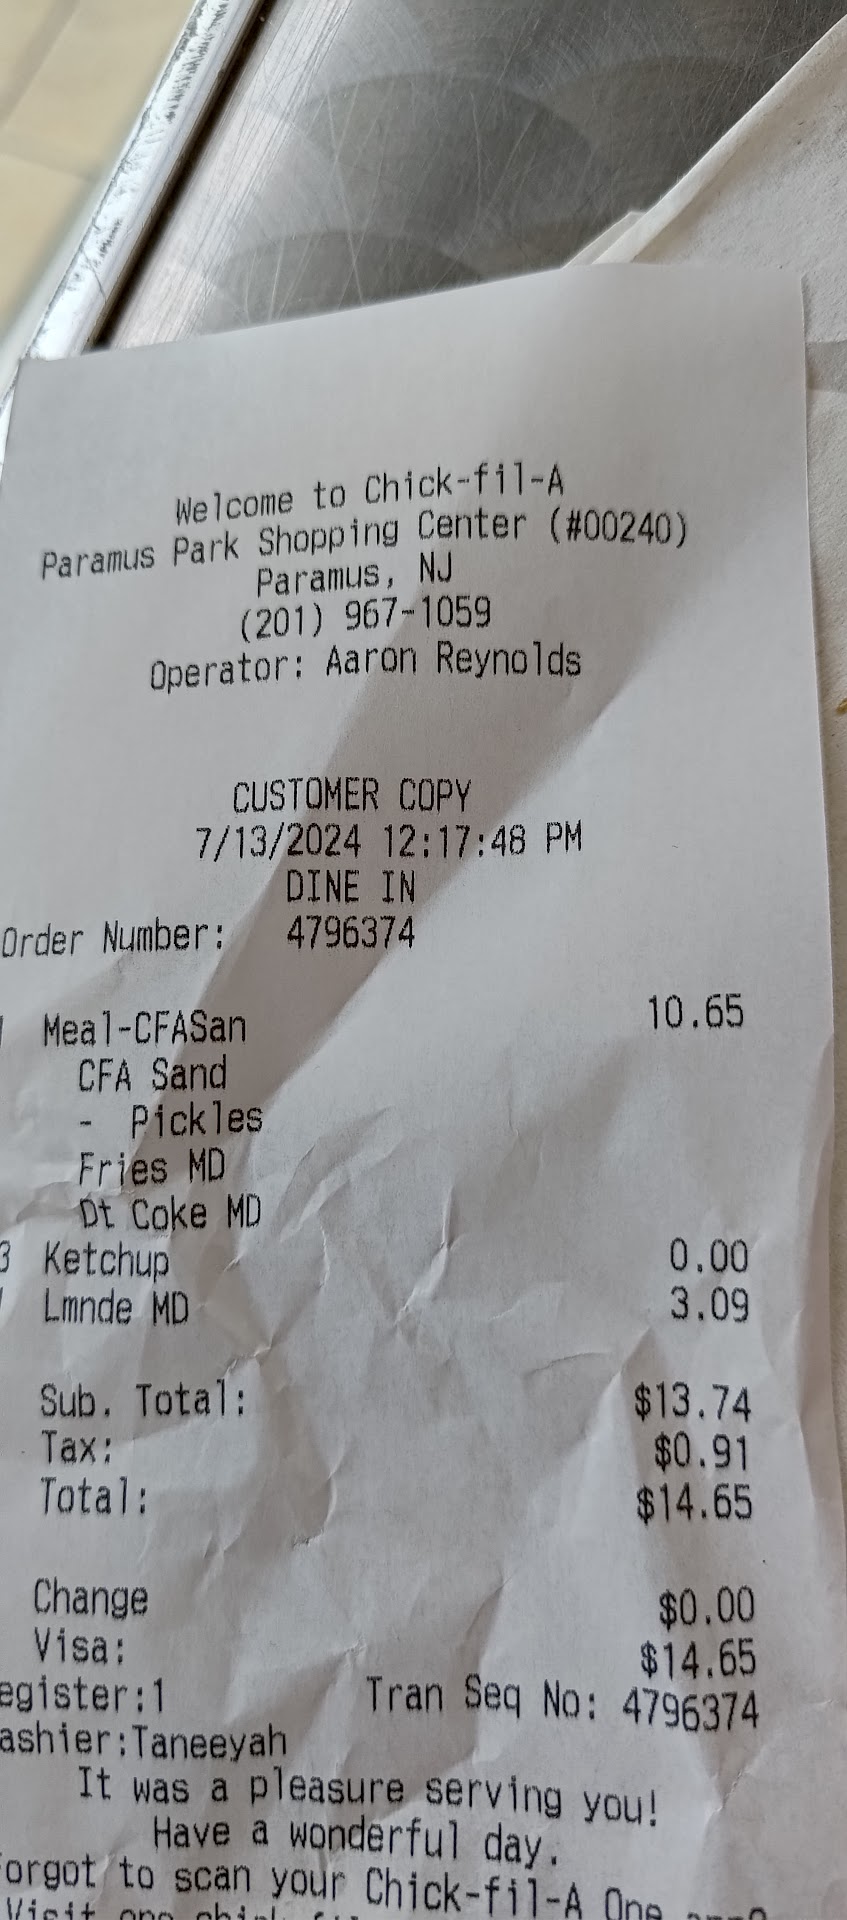 Welcome to Chick-fil-A
Paramus Park Shopping Center (#00240)
Paramus, NJ
(201) 967-1059
Operator: Aaron Reynolds
CUSTOMER COPY
7/13/2024 12:17:48 PM
DINE IN
Order Number: 4796374
Meal-CFASan 10.65
CFA Sand
- Pickles
Fries MD
Dt Coke MD
3 Ketchup 0.00
Lmnde MD 3.09
Sub. Total: $13.74
Tax: $0.91
Total: $14.65
Change $0.00
Visa: $14.65
egister:1 Tran Seq No: 4796374
ashier:Taneeyah
It was a pleasure serving you!
Have a wonderful day.
orgot to scan your Chick-fil-A One
Visit